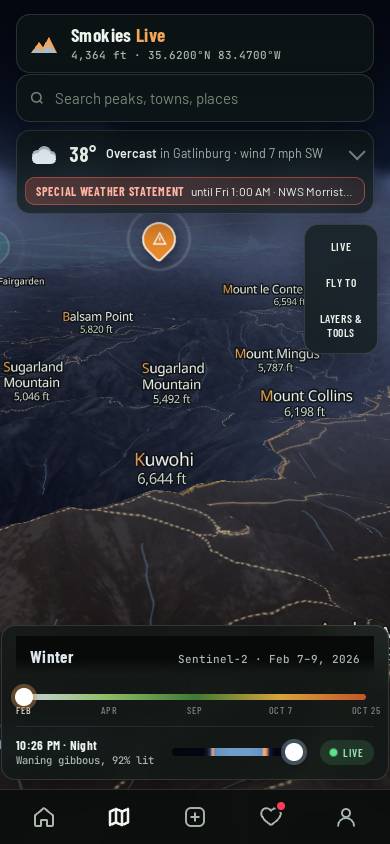 Smokies Live
4,364 ft · 35.6200°N 83.4700°W
Search peaks, towns, places
38° Overcast in Gatlinburg · wind 7 mph SW
SPECIAL WEATHER STATEMENT until Fri 1:00 AM · NWS Morrist…
LIVE
FLY TO
LAYERS &
TOOLS
Fairgarden
Mount le Conte
6,594 ft
Balsam Point
5,820 ft
Mount Mingus
5,787 ft
Sugarland
Mountain
5,046 ft
Sugarland
Mountain
5,492 ft
Mount Collins
6,198 ft
Kuwohi
6,644 ft
Winter
Sentinel-2 · Feb 7–9, 2026
FEB APR SEP OCT 7 OCT 25
10:26 PM · Night
Waning gibbous, 92% lit
LIVE